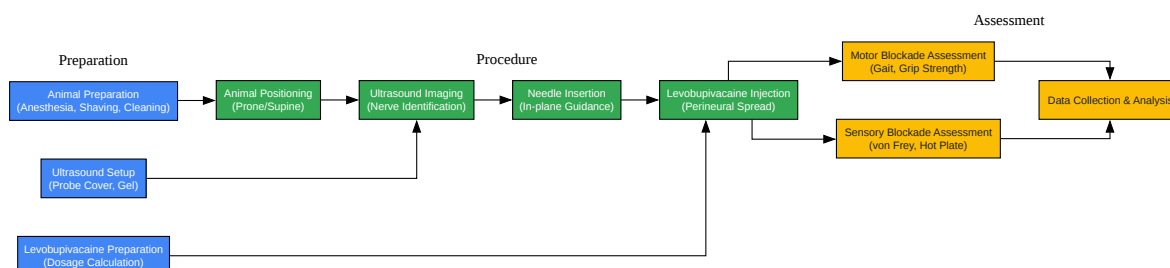 Assessment
Preparation
Procedure
Animal Preparation
(Anesthesia, Shaving, Cleaning)
Animal Positioning
(Prone/Supine)
Ultrasound Imaging
(Nerve Identification)
Needle Insertion
(In-plane Guidance)
Levobupivacaine Injection
(Perineural Spread)
Motor Blockade Assessment
(Gait, Grip Strength)
Sensory Blockade Assessment
(von Frey, Hot Plate)
Data Collection & Analysis
Ultrasound Setup
(Probe Cover, Gel)
Levobupivacaine Preparation
(Dosage Calculation)